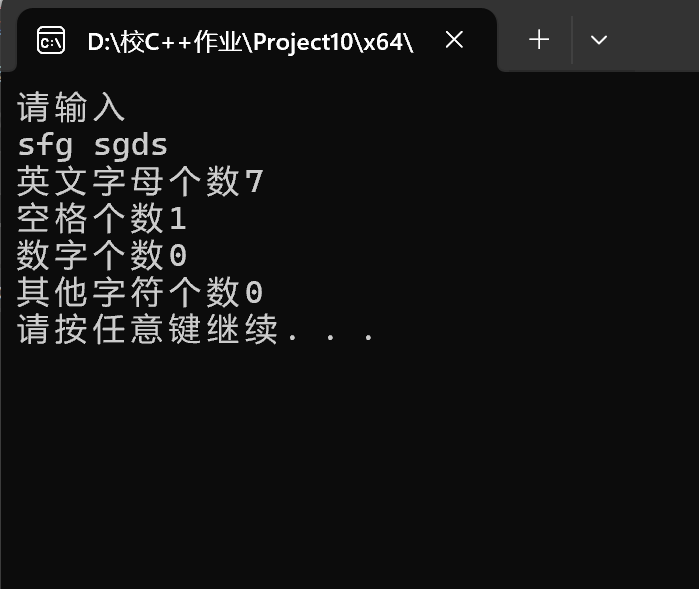 D:\校C++作业\Project10\x64\
请输入
sfg sgds
英文字母个数7
空格个数1
数字个数0
其他字符个数0
请按任意键继续. . .